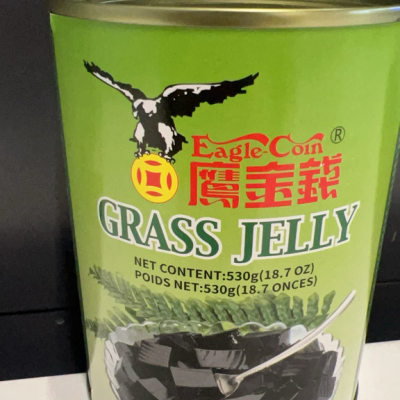 Eagle-Coin ®
鷹金錢
GRASS JELLY
NET CONTENT:530g(18.7 OZ)
POIDS NET:530g(18.7 ONCES)